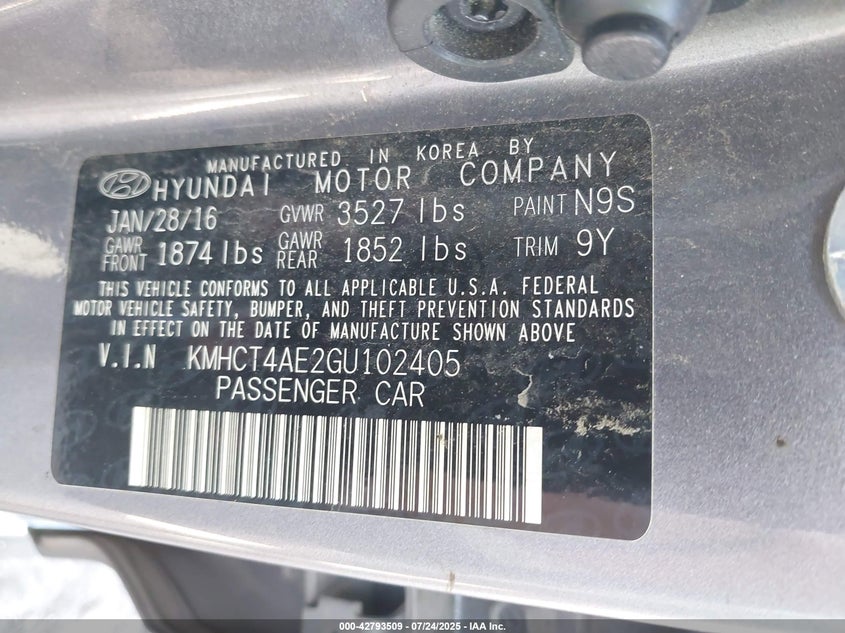 MANUFACTURED IN KOREA BY
HYUNDAI MOTOR COMPANY
JAN/28/16 GVWR 3527 lbs PAINT N9S
GAWR FRONT 1874 lbs GAWR REAR 1852 lbs TRIM 9Y
THIS VEHICLE CONFORMS TO ALL APPLICABLE U.S.A. FEDERAL
MOTOR VEHICLE SAFETY, BUMPER, AND THEFT PREVENTION STANDARDS
IN EFFECT ON THE DATE OF MANUFACTURE SHOWN ABOVE
V.I.N KMHCT4AE2GU102405
PASSENGER CAR
000-42793509 - 07/24/2025 - IAA Inc.